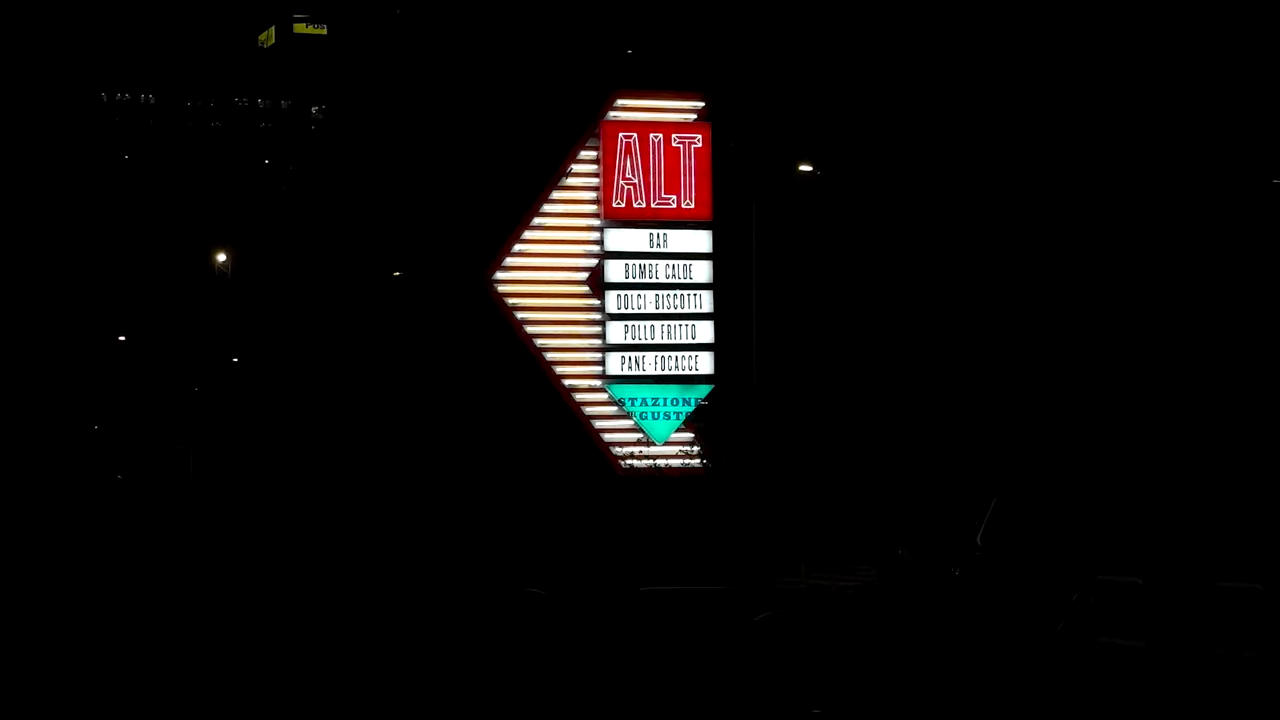 ALT
BAR
BOMBE CALDE
DOLCI-BISCOTTI
POLLO FRITTO
PANE-FOCACCE
STAZIONE
GUSTO